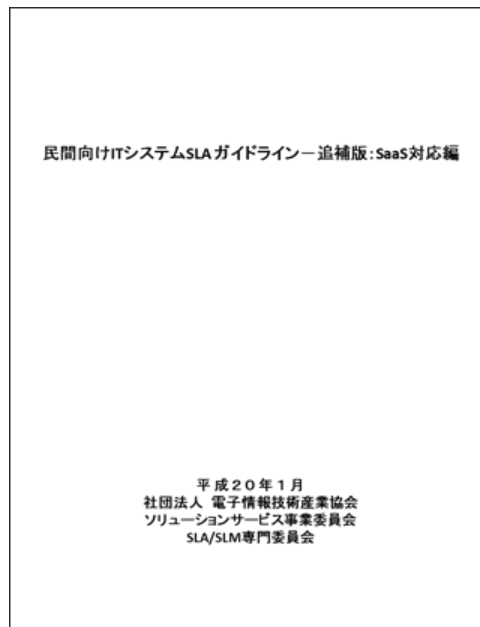 民間向けITシステムSLAガイドライン－追補版:SaaS対応編
平成２０年１月
社団法人 電子情報技術産業協会
ソリューションサービス事業委員会
SLA/SLM専門委員会